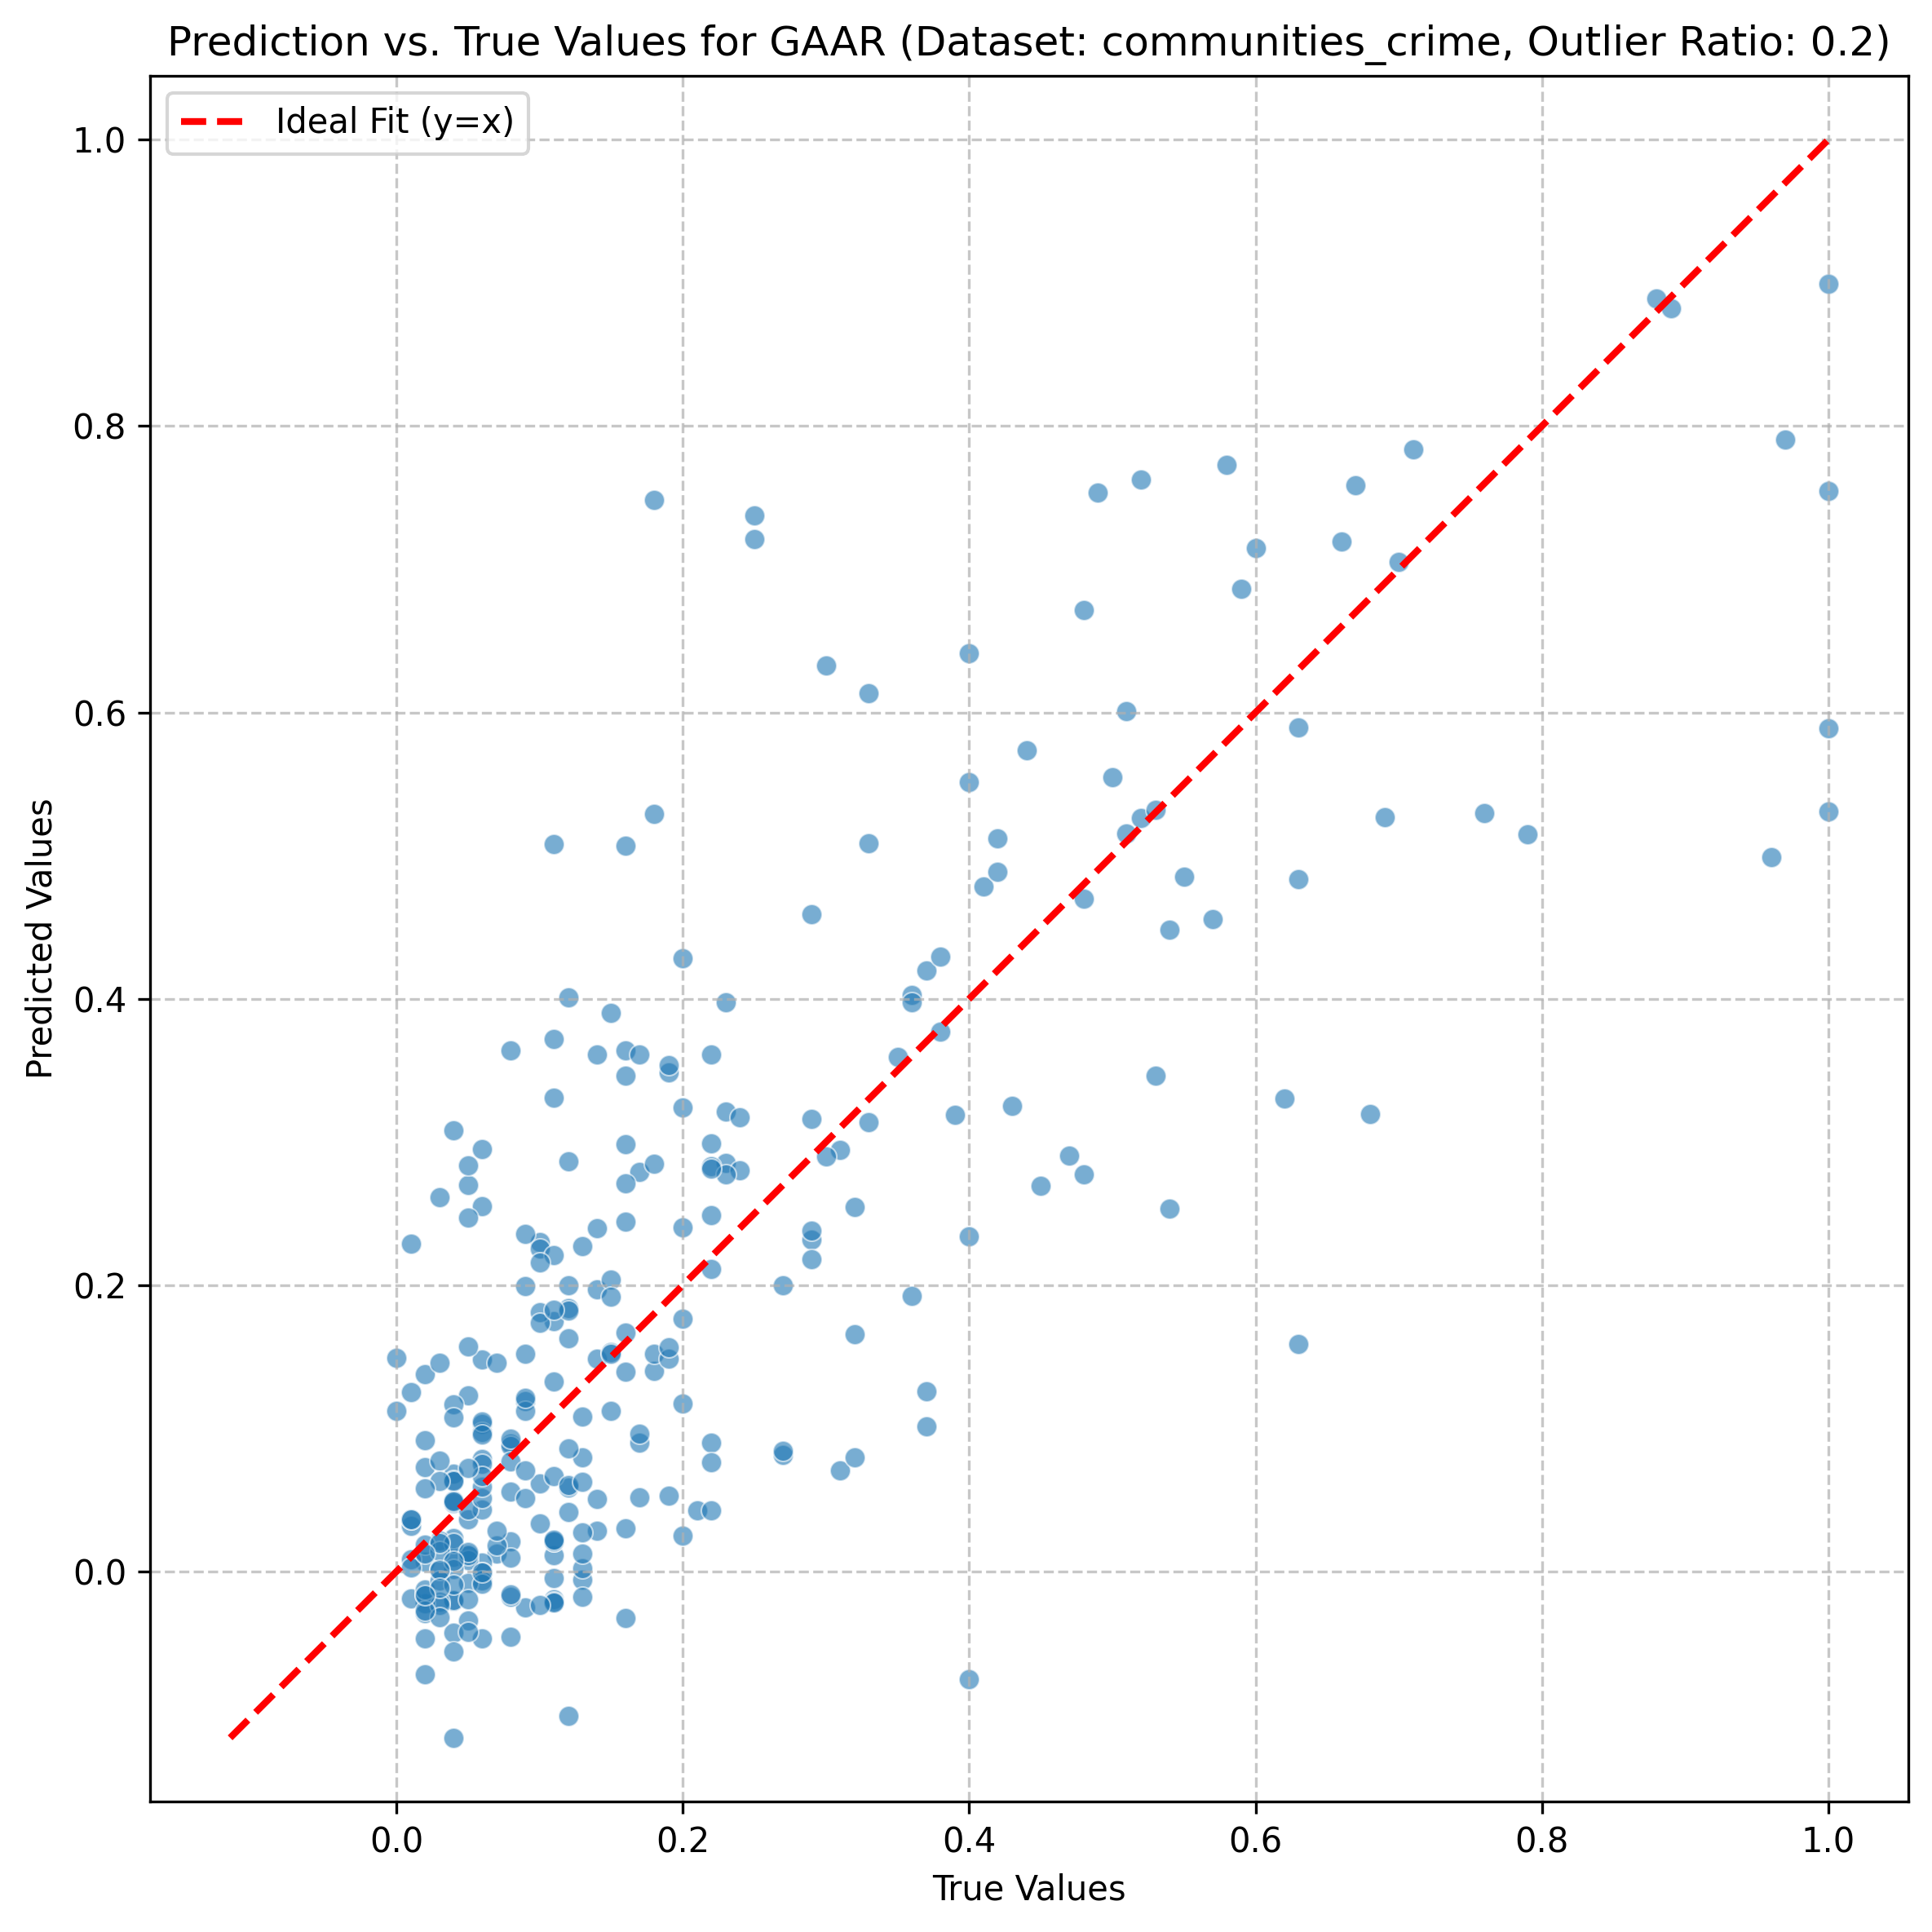 Prediction vs. True Values for GAAR (Dataset: communities_crime, Outlier Ratio: 0.2)
Ideal Fit (y=x)
1.0
0.8
0.6
0.4
0.2
0.0
Predicted Values
0.0 0.2 0.4 0.6 0.8 1.0
True Values